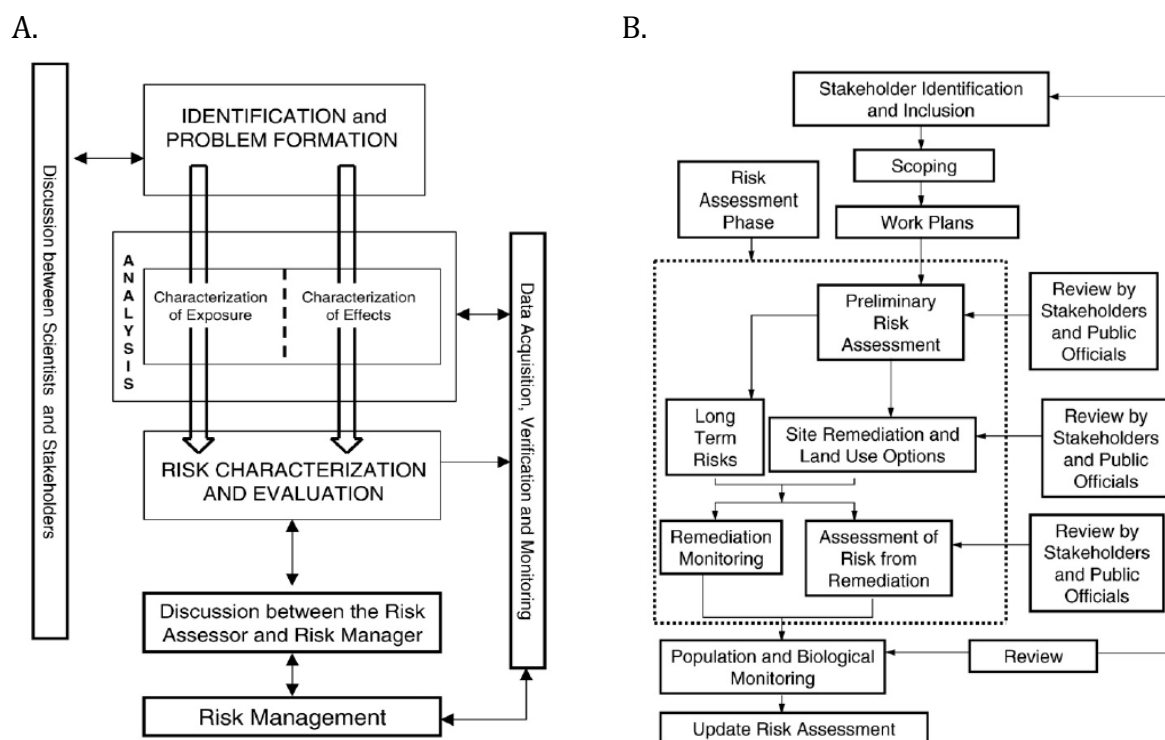 A.
Discussion between Scientists and Stakeholders
IDENTIFICATION and
PROBLEM FORMATION
ANALYSIS
Characterization
of Exposure
Characterization
of Effects
Data Acquisition, Verification and Monitoring
RISK CHARACTERIZATION
AND EVALUATION
Discussion between the Risk
Assessor and Risk Manager
Risk Management
B.
Stakeholder Identification
and Inclusion
Scoping
Risk
Assessment
Phase
Work Plans
Preliminary
Risk
Assessment
Review by
Stakeholders
and Public
Officials
Long
Term
Risks
Site Remediation and
Land Use Options
Review by
Stakeholders
and Public
Officials
Remediation
Monitoring
Assessment of
Risk from
Remediation
Review by
Stakeholders
and Public
Officials
Population and Biological
Monitoring
Review
Update Risk Assessment